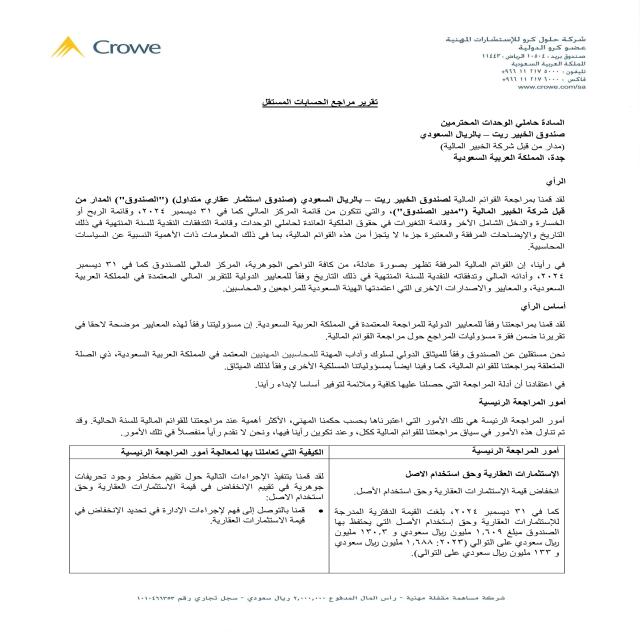 Crowe
شركة حلول كرو للإستشارات المهنية
عضو كرو الدولية
صندوق بريد . ١٠٥٠٤ الرياض ١١٤٤٣
المملكة العربية السعودية
تليفون : ٥٠٠٠ ٢١٧ ١١ ٩٦٦+
فاكس : ٦٠٠٠ ٢١٧ ١١ ٩٦٦+
www.crowe.com/sa
تقرير مراجع الحسابات المستقل
السادة حاملي الوحدات المحترمين
صندوق الخبير ريت – بالريال السعودي
(مدار من قبل شركة الخبير المالية)
جدة، المملكة العربية السعودية
الرأي
لقد قمنا بمراجعة القوائم المالية لصندوق الخبير ريت – بالريال السعودي (صندوق استثمار عقاري متداول) ("الصندوق") المدار من
قبل شركة الخبير المالية ("مدير الصندوق")، والتي تتكون من قائمة المركز المالي كما في ٣١ ديسمبر ٢٠٢٤، وقائمة الربح أو
الخسارة والدخل الشامل الآخر وقائمة التغيرات في حقوق الملكية العائدة لحاملي الوحدات وقائمة التدفقات النقدية للسنة المنتهية في ذلك
التاريخ والإيضاحات المرفقة والمعتبرة جزءا لا يتجزأ من هذه القوائم المالية، بما في ذلك المعلومات ذات الأهمية النسبية عن السياسات
المحاسبية.
في رأينا، إن القوائم المالية المرفقة تظهر بصورة عادلة، من كافة النواحي الجوهرية، المركز المالي للصندوق كما في ٣١ ديسمبر
٢٠٢٤، وأدائه المالي وتدفقاته النقدية للسنة المنتهية في ذلك التاريخ وفقاً للمعايير الدولية للتقرير المالي المعتمدة في المملكة العربية
السعودية، والمعايير والاصدارات الاخرى التي اعتمدتها الهيئة السعودية للمراجعين والمحاسبين.
أساس الرأي
لقد قمنا بمراجعتنا وفقاً للمعايير الدولية للمراجعة المعتمدة في المملكة العربية السعودية. إن مسؤوليتنا وفقاً لهذه المعايير موضحة لاحقا في
تقريرنا ضمن فقرة مسؤوليات المراجع حول مراجعة القوائم المالية.
نحن مستقلين عن الصندوق وفقاً للميثاق الدولي لسلوك وآداب المهنة للمحاسبين المهنيين المعتمد في المملكة العربية السعودية، ذي الصلة
المتعلقة بمراجعتنا للقوائم المالية، كما وفينا ايضاً بمسؤولياتنا المسلكية الأخرى وفقاً لذلك الميثاق.
في اعتقادنا أن أدلة المراجعة التي حصلنا عليها كافية وملائمة لتوفير أساسا لإبداء رأينا.
أمور المراجعة الرئيسية
أمور المراجعة الرئيسة هي تلك الأمور التي اعتبرناها بحسب حكمنا المهني، الأكثر أهمية عند مراجعتنا للقوائم المالية للسنة الحالية. وقد
تم تناول هذه الأمور في سياق مراجعتنا للقوائم المالية ككل، وعند تكوين رأينا فيها، ونحن لا نقدم رأياً منفصلاً في تلك الأمور.
أمور المراجعة الرئيسية
الكيفية التي تعاملنا بها لمعالجة أمور المراجعة الرئيسية
الاستثمارات العقارية وحق استخدام الاصل
انخفاض قيمة الإستثمارات العقارية وحق أستخدام الأصل.
كما في ٣١ ديسمبر ٢٠٢٤، بلغت القيمة الدفترية المدرجة
للإستثمارات العقارية وحق إستخدام الأصل التي يحتفظ بها
الصندوق مبلغ ١,٦٠٩ مليون ريال سعودي و ١٣٠,٣ مليون
ريال سعودي على التوالي (٢٠٢٣: ١,٦٨٨ مليون ريال سعودي
و ١٣٣ مليون ريال سعودي على التوالي).
لقد قمنا بتنفيذ الإجراءات التالية حول تقييم مخاطر وجود تحريفات
جوهرية في تقييم الإنخفاض في قيمة الإستثمارات العقارية وحق
استخدام الاصل:
• قمنا بالتوصل إلى فهم لإجراءات الإدارة في تحديد الإنخفاض في
قيمة الاستثمارات العقارية.
شركة مساهمة مقفلة مهنية - رأس المال المدفوع ٢,٠٠٠,٠٠٠ ريال سعودي - سجل تجاري رقم ١٠١٠٤٦٦٣٥٣